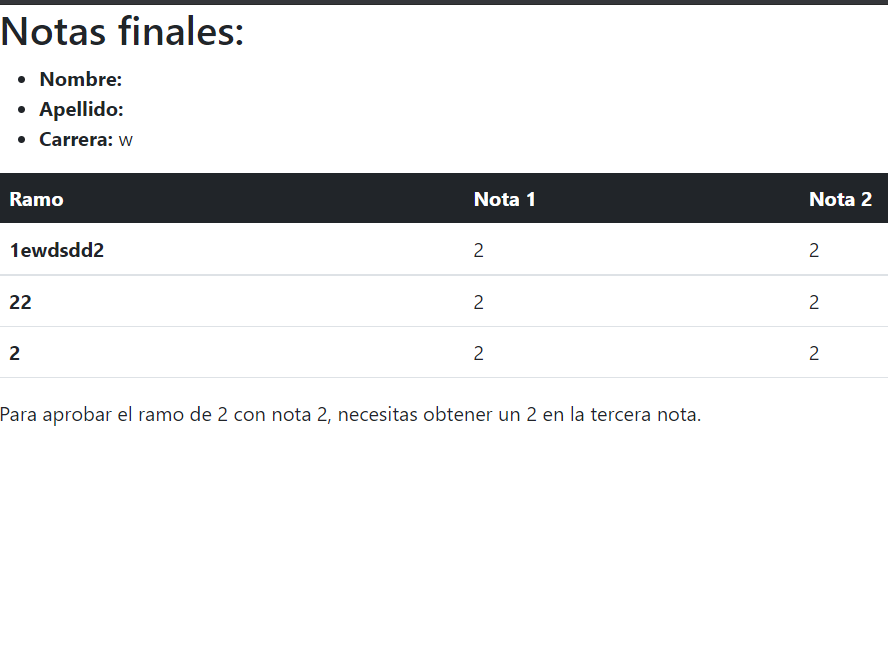 Notas finales:
Nombre:
Apellido:
Carrera: w
Ramo Nota 1 Nota 2
1ewdsdd2 2 2
22 2 2
2 2 2
Para aprobar el ramo de 2 con nota 2, necesitas obtener un 2 en la tercera nota.